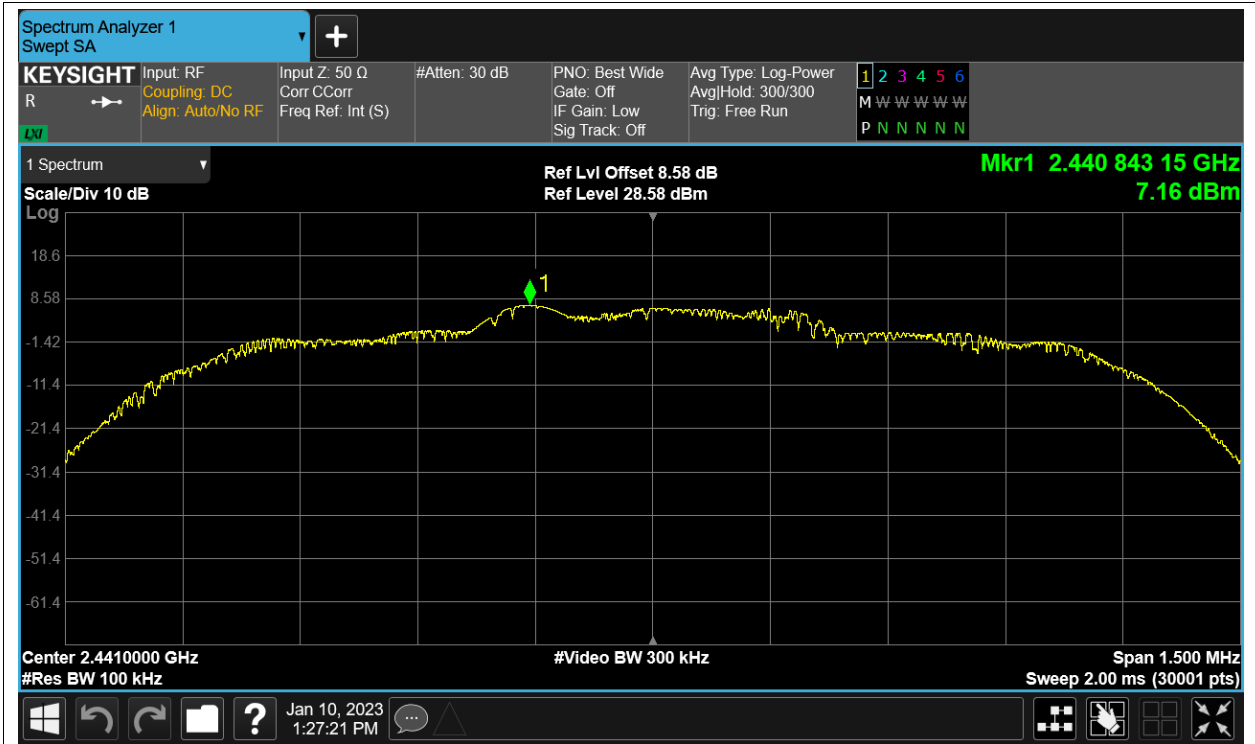 Spectrum Analyzer 1
Swept SA
+
KEYSIGHT
R
LXI
Input: RF
Coupling: DC
Align: Auto/No RF
Input Z: 50 Ω
Corr CCorr
Freq Ref: Int (S)
#Atten: 30 dB
PNO: Best Wide
Gate: Off
IF Gain: Low
Sig Track: Off
Avg Type: Log-Power
Avg|Hold: 300/300
Trig: Free Run
1 2 3 4 5 6
M W W W W W
P N N N N N
1 Spectrum
Scale/Div 10 dB
Log
Ref Lvl Offset 8.58 dB
Ref Level 28.58 dBm
Mkr1 2.440 843 15 GHz
7.16 dBm
18.6
8.58
-1.42
-11.4
-21.4
-31.4
-41.4
-51.4
-61.4
1
Center 2.4410000 GHz
#Res BW 100 kHz
#Video BW 300 kHz
Span 1.500 MHz
Sweep 2.00 ms (30001 pts)
?
Jan 10, 2023
1:27:21 PM